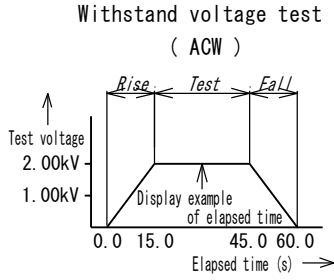 Withstand voltage test
( ACW )
Rise Test Fall
Test voltage
2.00kV
1.00kV
Display example
of elapsed time
0.0 15.0 45.0 60.0
Elapsed time (s)